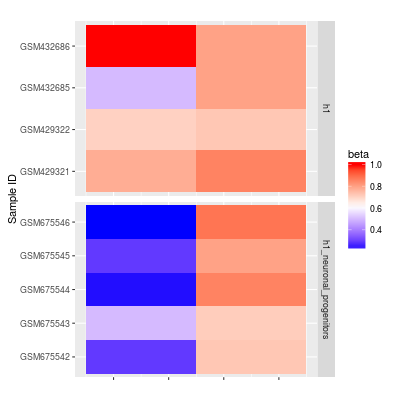 GSM432686
GSM432685
GSM429322
GSM429321
h1
GSM675546
GSM675545
GSM675544
GSM675543
GSM675542
h1_neuronal_progenitors
Sample ID
beta
1.0
0.8
0.6
0.4